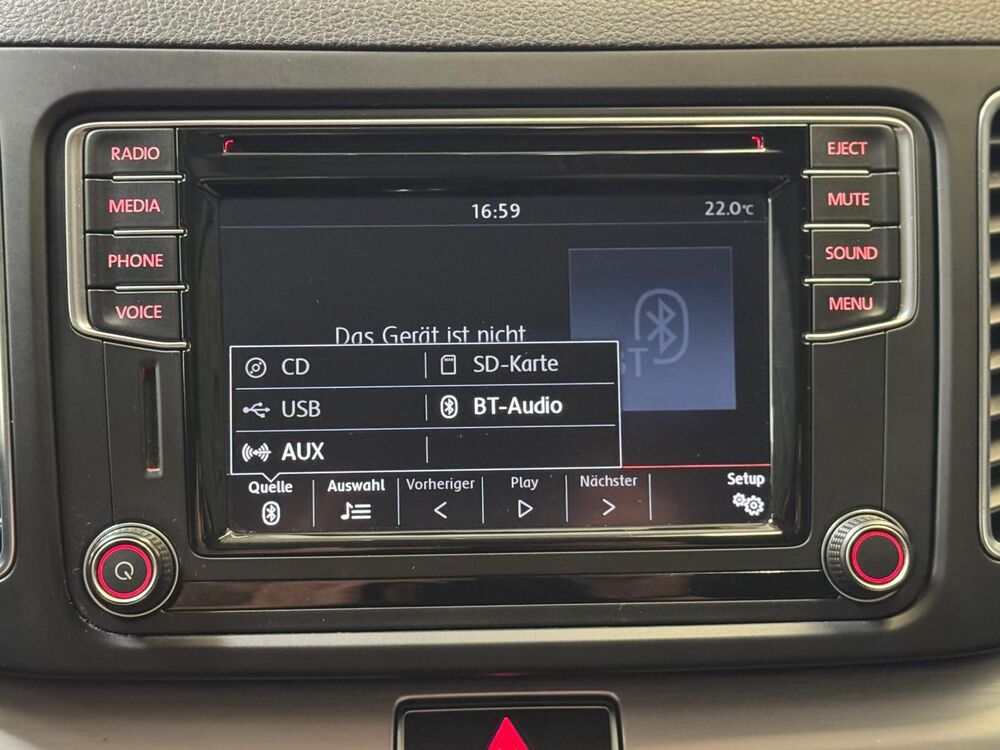 RADIO
MEDIA
PHONE
VOICE
EJECT
MUTE
SOUND
MENU
16:59
22.0°C
Das Gerät ist nicht
CD
SD-Karte
USB
BT-Audio
AUX
Quelle
Auswahl
Vorheriger
Play
Nächster
Setup